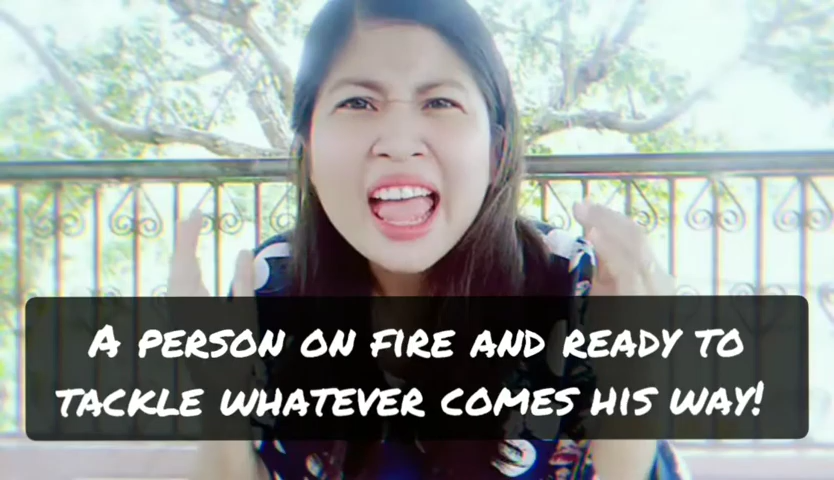 A PERSON ON FIRE AND READY TO
TACKLE WHATEVER COMES HIS WAY!